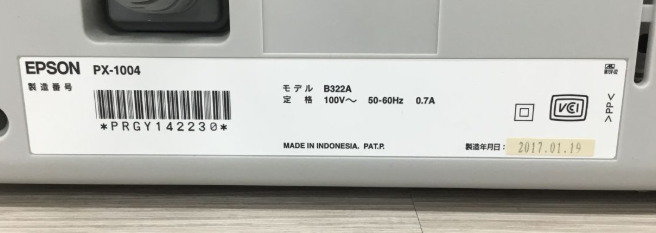 EPSON PX-1004
製造番号
*PRGY142230*
モデル B322A
定格 100V～ 50-60Hz 0.7A
VCI
>PP<
MADE IN INDONESIA. PAT.P.
製造年月日: 2017.01.19